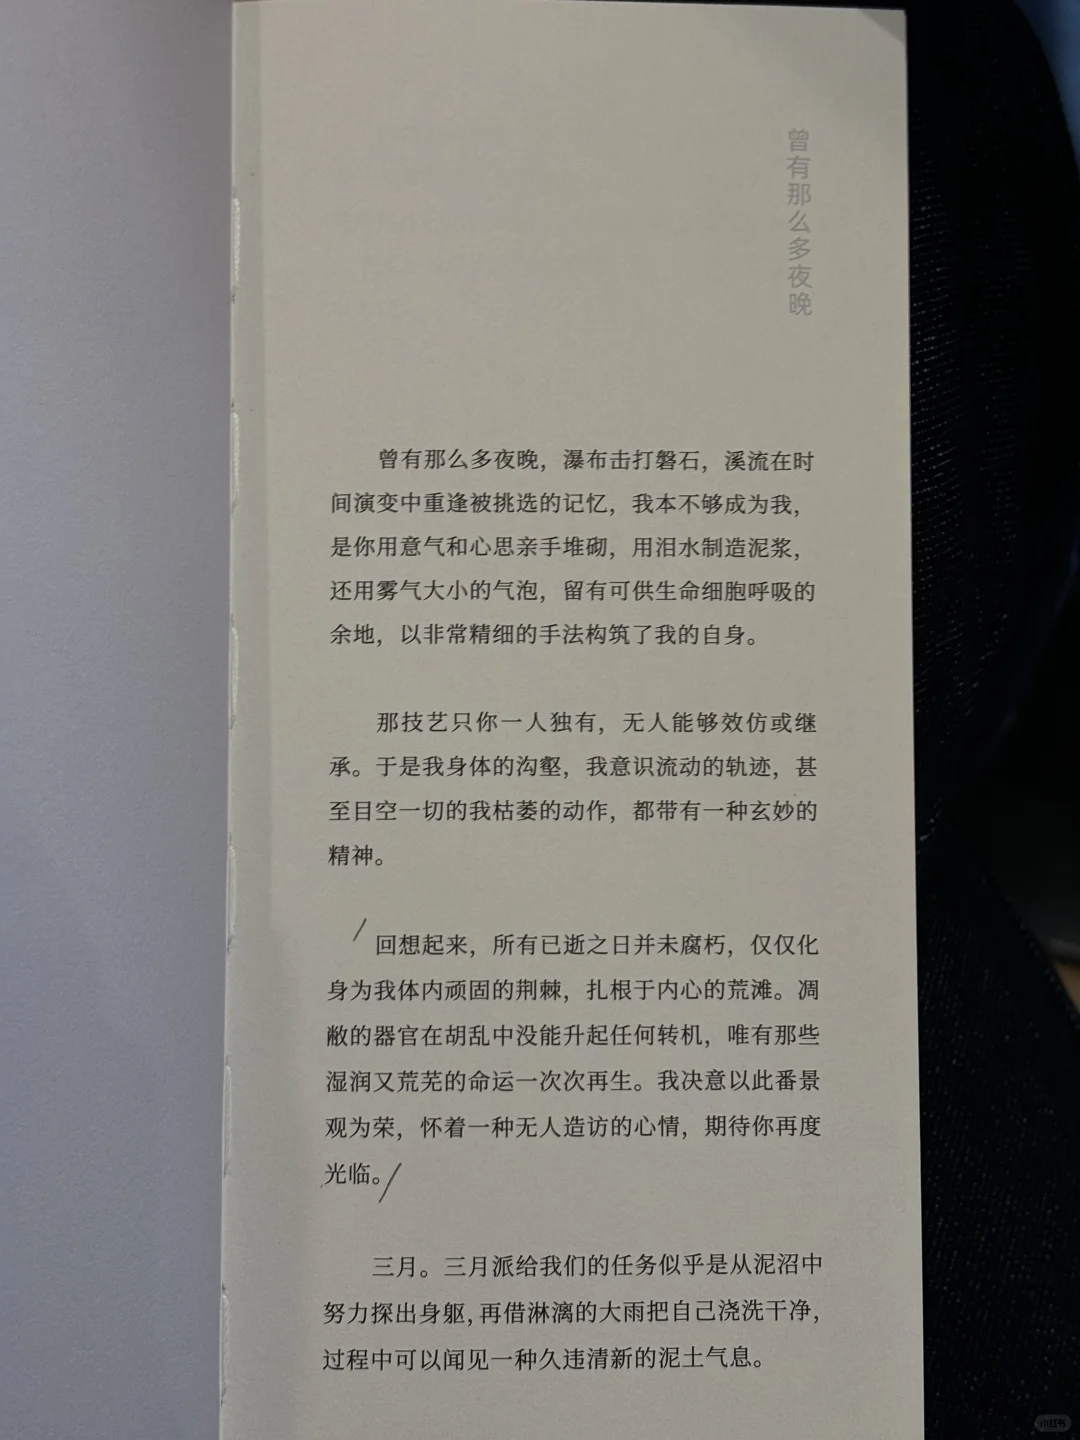 曾有那么多夜晚
曾有那么多夜晚，瀑布击打磐石，溪流在时
间演变中重逢被挑选的记忆，我本不够成为我，
是你用意气和心思亲手堆砌，用泪水制造泥浆，
还用雾气大小的气泡，留有可供生命细胞呼吸的
余地，以非常精细的手法构筑了我的自身。
那技艺只你一人独有，无人能够效仿或继
承。于是我身体的沟壑，我意识流动的轨迹，甚
至目空一切的我枯萎的动作，都带有一种玄妙的
精神。
回想起来，所有已逝之日并未腐朽，仅仅化
身为我体内顽固的荆棘，扎根于内心的荒滩。凋
敝的器官在胡乱中没能升起任何转机，唯有那些
湿润又荒芜的命运一次次再生。我决意以此番景
观为荣，怀着一种无人造访的心情，期待你再度
光临。
三月。三月派给我们的任务似乎是从泥沼中
努力探出身躯，再借淋漓的大雨把自己浇洗干净，
过程中可以闻见一种久违清新的泥土气息。
小红书